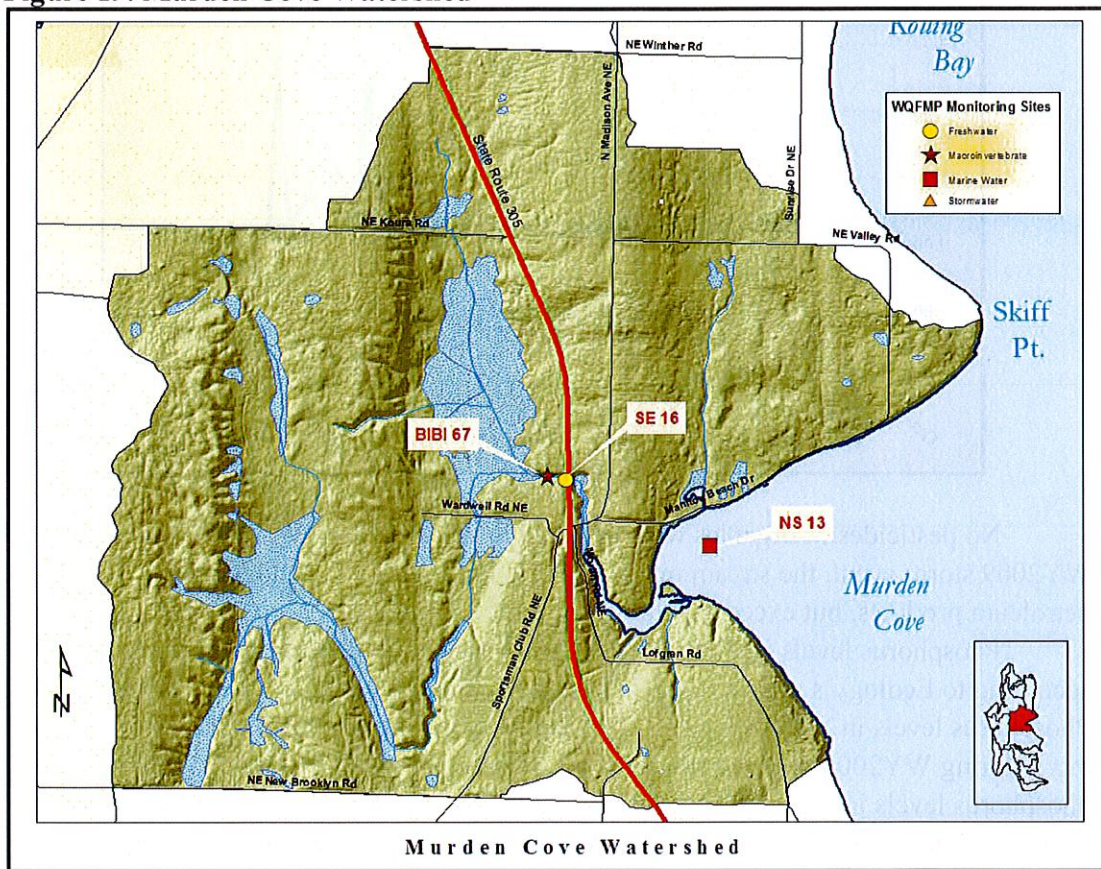 Murden Cove Watershed
Rolling
Bay
NE Winther Rd
N Madison Ave NE
WQFMP Monitoring Sites
Freshwater
Macroinvertebrate
Marine Water
Stormwater
State Route 305
Sunrise Dr NE
NE Koura Rd
NE Valley Rd
Skiff
Pt.
SE 16
BIBI 67
Manitou Beach Dr
Wardwell Rd NE
NS 13
Murden
Cove
Sportsman Club Rd NE
Lofgren Rd
N
NE New Brooklyn Rd
Murden Cove Watershed